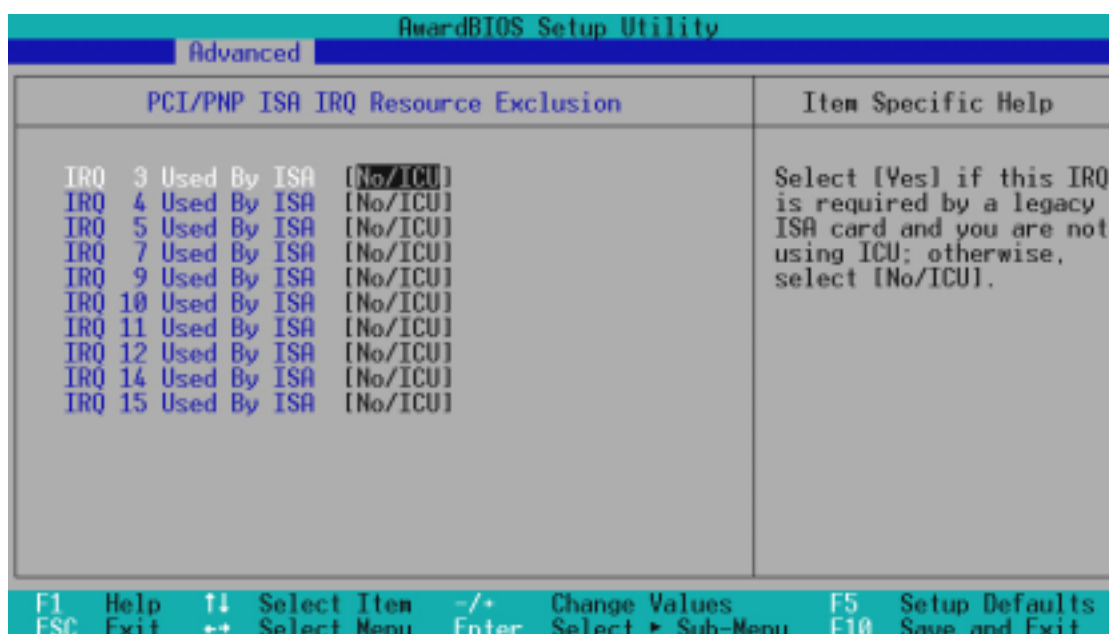 AwardBIOS Setup Utility
Advanced
PCI/PNP ISA IRQ Resource Exclusion
Item Specific Help
IRQ 3 Used By ISA [No/ICU]
IRQ 4 Used By ISA [No/ICU]
IRQ 5 Used By ISA [No/ICU]
IRQ 7 Used By ISA [No/ICU]
IRQ 9 Used By ISA [No/ICU]
IRQ 10 Used By ISA [No/ICU]
IRQ 11 Used By ISA [No/ICU]
IRQ 12 Used By ISA [No/ICU]
IRQ 14 Used By ISA [No/ICU]
IRQ 15 Used By ISA [No/ICU]
Select [Yes] if this IRQ
is required by a legacy
ISA card and you are not
using ICU; otherwise,
select [No/ICU].
F1 Help ↑↓ Select Item -/+ Change Values F5 Setup Defaults
ESC Exit ←→ Select Menu Enter Select ► Sub-Menu F10 Save and Exit